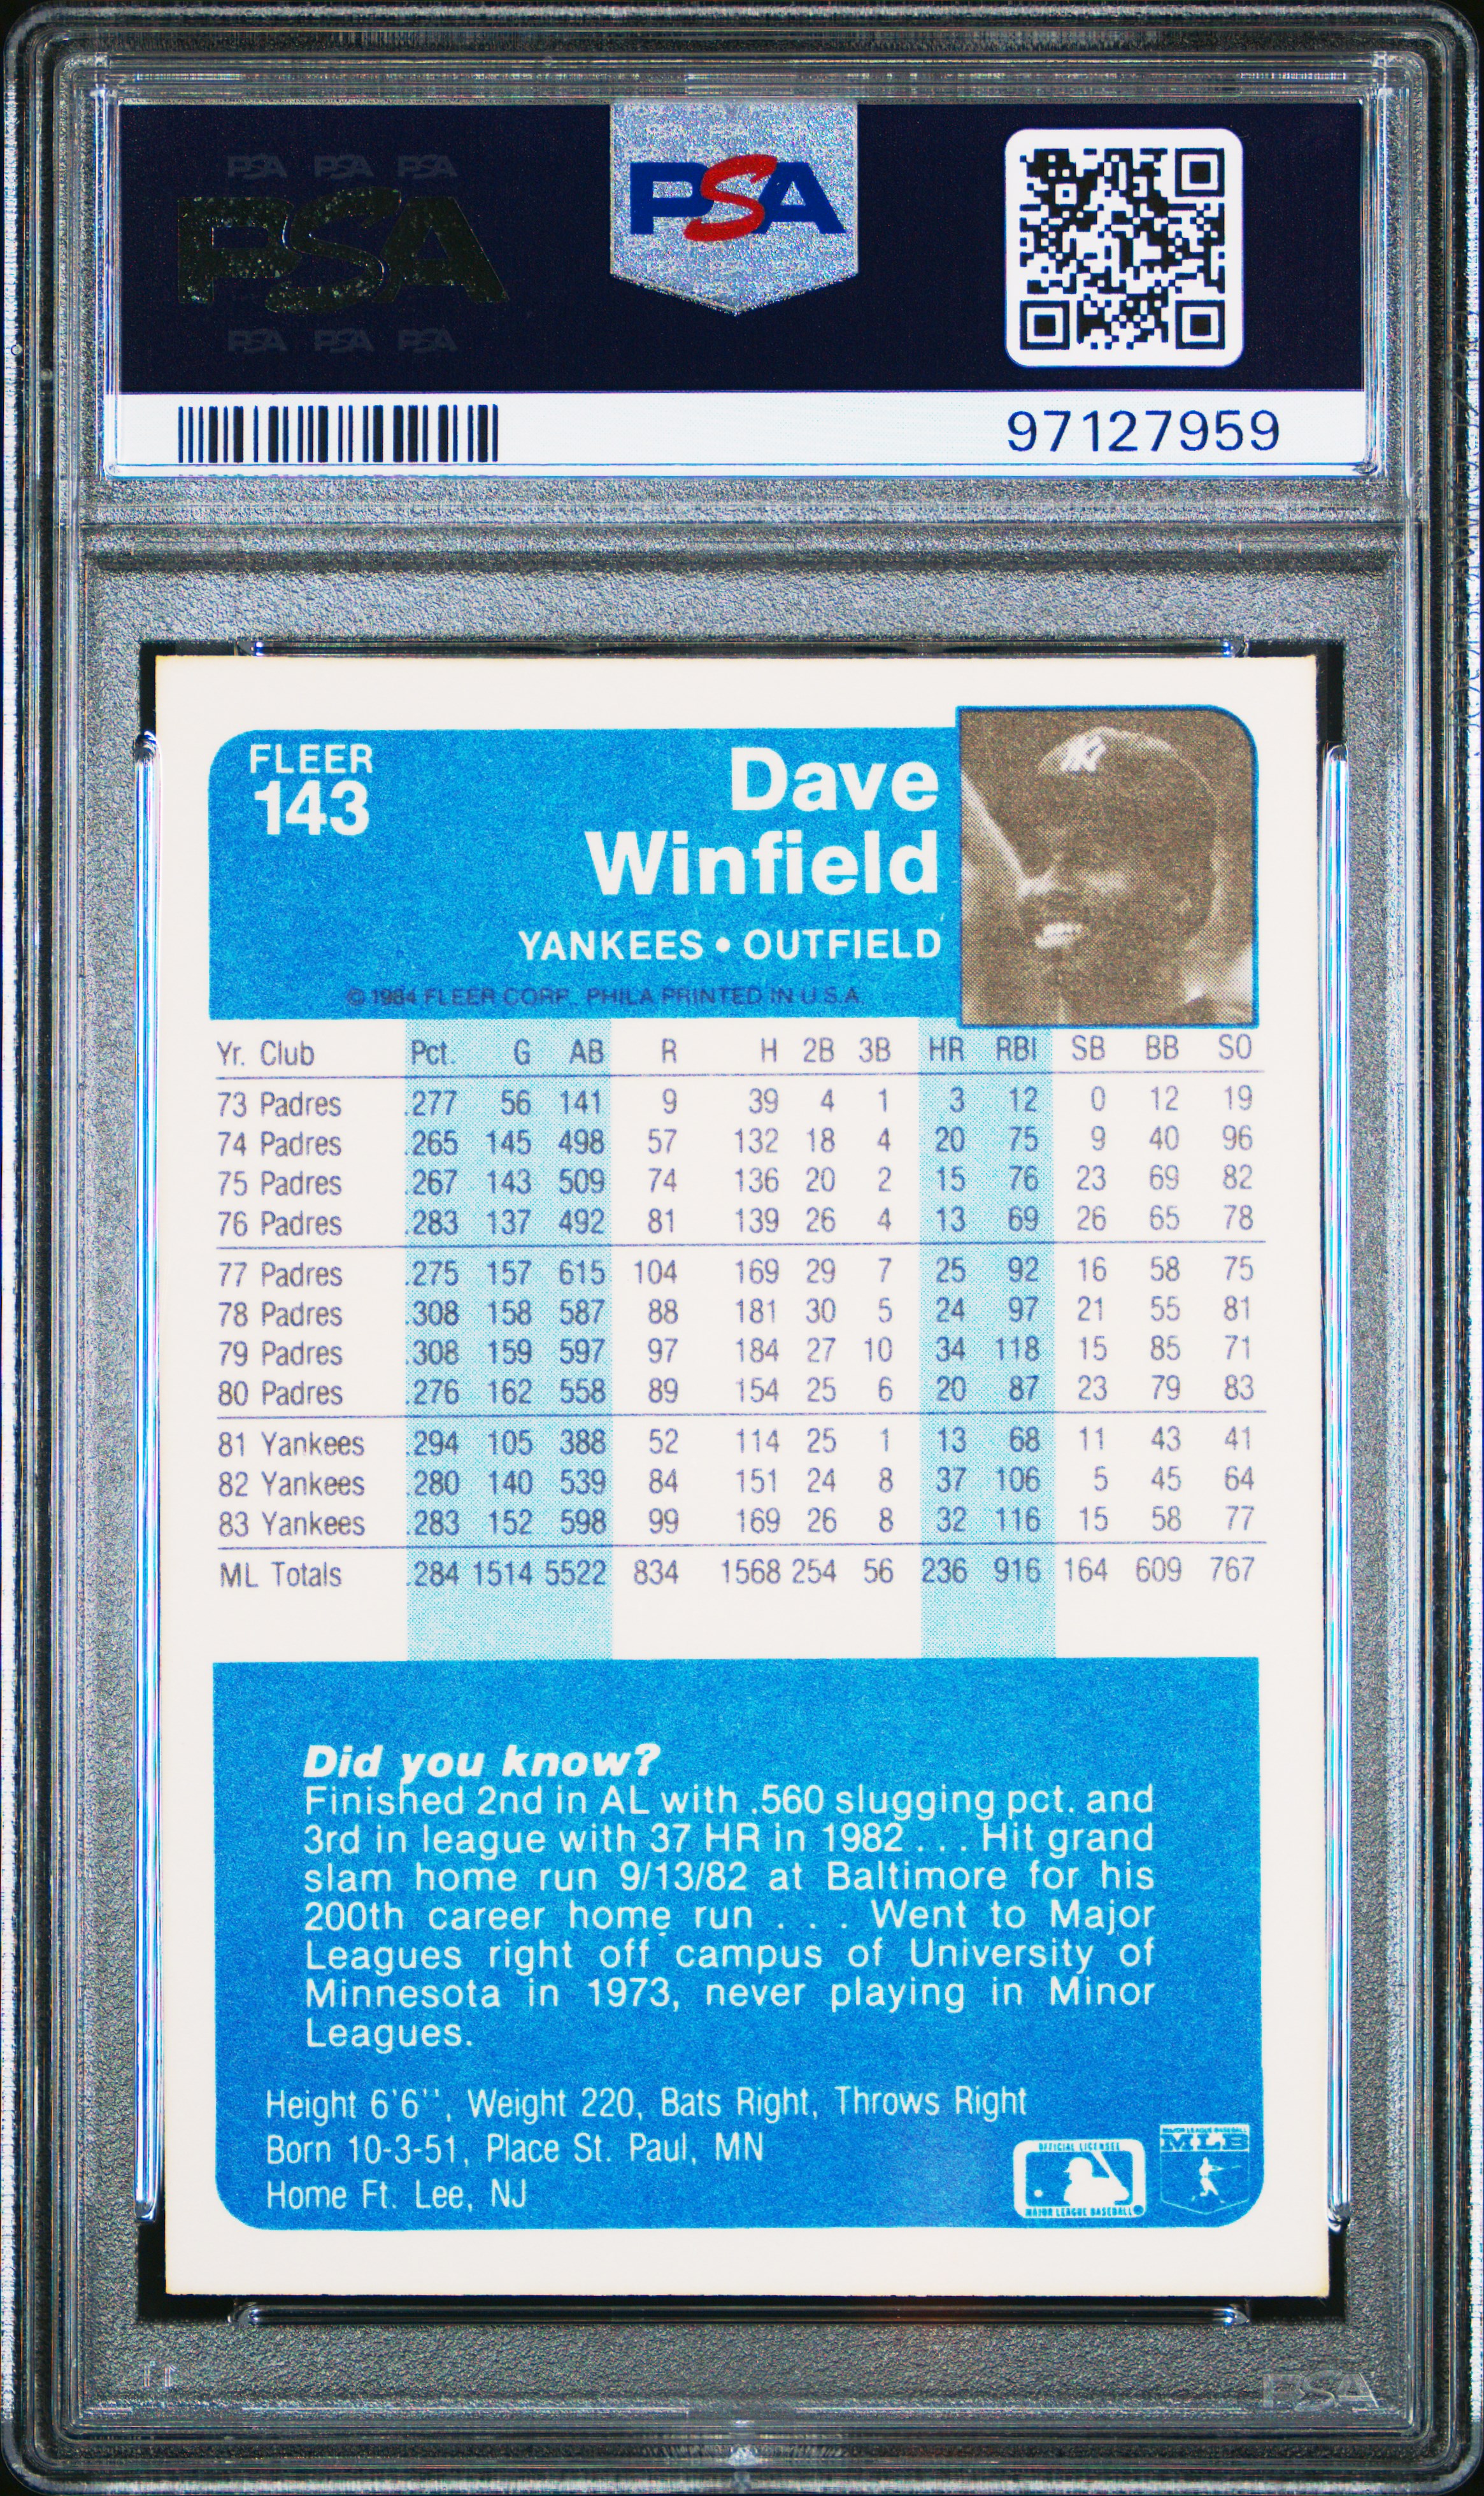 PSA PSA PSA
PSA
PSA PSA PSA
PSA
97127959
FLEER
143
Dave
Winfield
YANKEES • OUTFIELD
© 1984 FLEER CORP. PHILA PRINTED IN U.S.A.
Yr. Club Pct. G AB R H 2B 3B HR RBI SB BB SO
73 Padres .277 56 141 9 39 4 1 3 12 0 12 19
74 Padres .265 145 498 57 132 18 4 20 75 9 40 96
75 Padres .267 143 509 74 136 20 2 15 76 23 69 82
76 Padres .283 137 492 81 139 26 4 13 69 26 65 78
77 Padres .275 157 615 104 169 29 7 25 92 16 58 75
78 Padres .308 158 587 88 181 30 5 24 97 21 55 81
79 Padres .308 159 597 97 184 27 10 34 118 15 85 71
80 Padres .276 162 558 89 154 25 6 20 87 23 79 83
81 Yankees .294 105 388 52 114 25 1 13 68 11 43 41
82 Yankees .280 140 539 84 151 24 8 37 106 5 45 64
83 Yankees .283 152 598 99 169 26 8 32 116 15 58 77
ML Totals .284 1514 5522 834 1568 254 56 236 916 164 609 767
Did you know?
Finished 2nd in AL with .560 slugging pct. and
3rd in league with 37 HR in 1982 . . . Hit grand
slam home run 9/13/82 at Baltimore for his
200th career home run . . . Went to Major
Leagues right off campus of University of
Minnesota in 1973, never playing in Minor
Leagues.
Height 6'6'', Weight 220, Bats Right, Throws Right
Born 10-3-51, Place St. Paul, MN
Home Ft. Lee, NJ
OFFICIAL LICENSEE
MAJOR LEAGUE BASEBALL
MAJOR LEAGUE BASEBALL
MLB
PSA